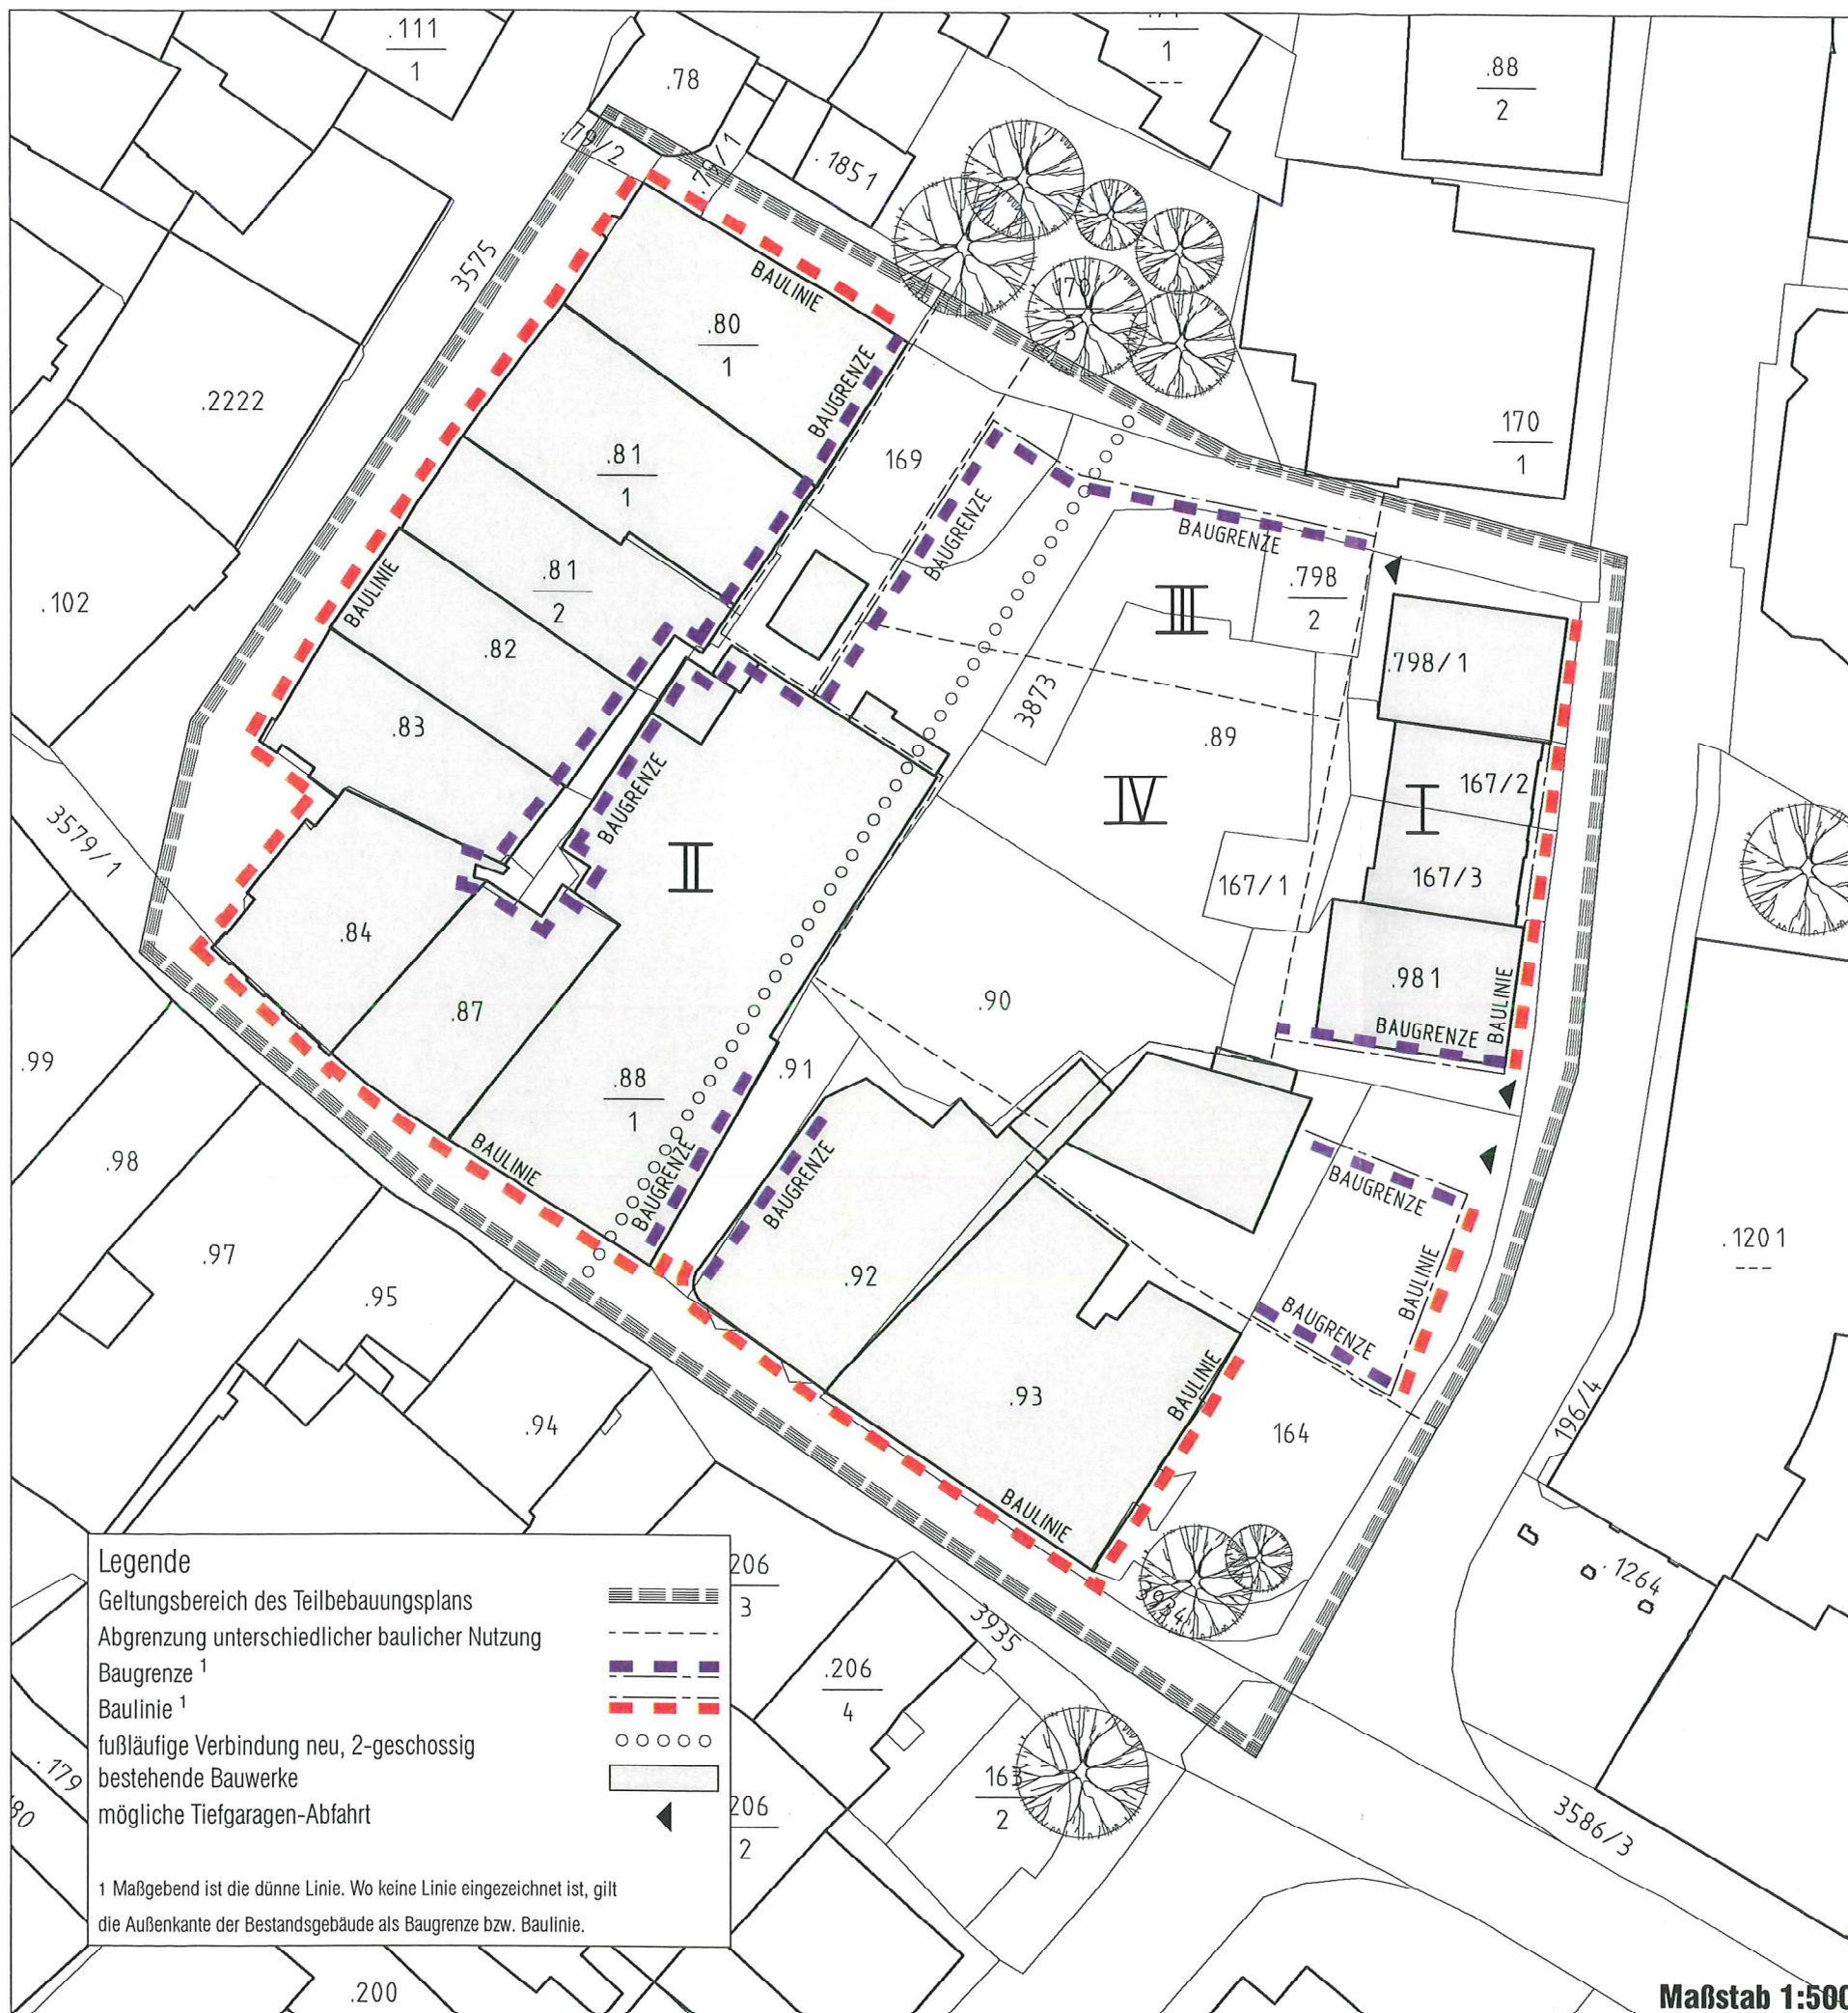 .111
1
.78
1
.88
2
.79/2
.1851
3575
BAULINIE
.80
1
BAUGRENZE
.2222
.81
1
169
170
1
BAUGRENZE
BAUGRENZE
.102
BAULINIE
.81
2
III
.798
2
.82
.798/1
3873
.83
.89
BAUGRENZE
167/2
IV
I
3579/1
II
167/1
167/3
.84
.981
.87
.90
BAULINIE
BAUGRENZE
.99
.88
1
.91
.98
BAULINIE
BAUGRENZE
BAUGRENZE
BAUGRENZE
.97
.1201
.92
.95
BAULINIE
BAUGRENZE
.93
BAULINIE
.94
164
196/4
BAULINIE
.1264
3934
3935
206
3
.206
4
Legende
Geltungsbereich des Teilbebauungsplans
Abgrenzung unterschiedlicher baulicher Nutzung
Baugrenze 1
Baulinie 1
fußläufige Verbindung neu, 2-geschossig
bestehende Bauwerke
mögliche Tiefgaragen-Abfahrt
1 Maßgebend ist die dünne Linie. Wo keine Linie eingezeichnet ist, gilt
die Außenkante der Bestandsgebäude als Baugrenze bzw. Baulinie.
.179
206
2
163
2
3586/3
.200
Maßstab 1:500